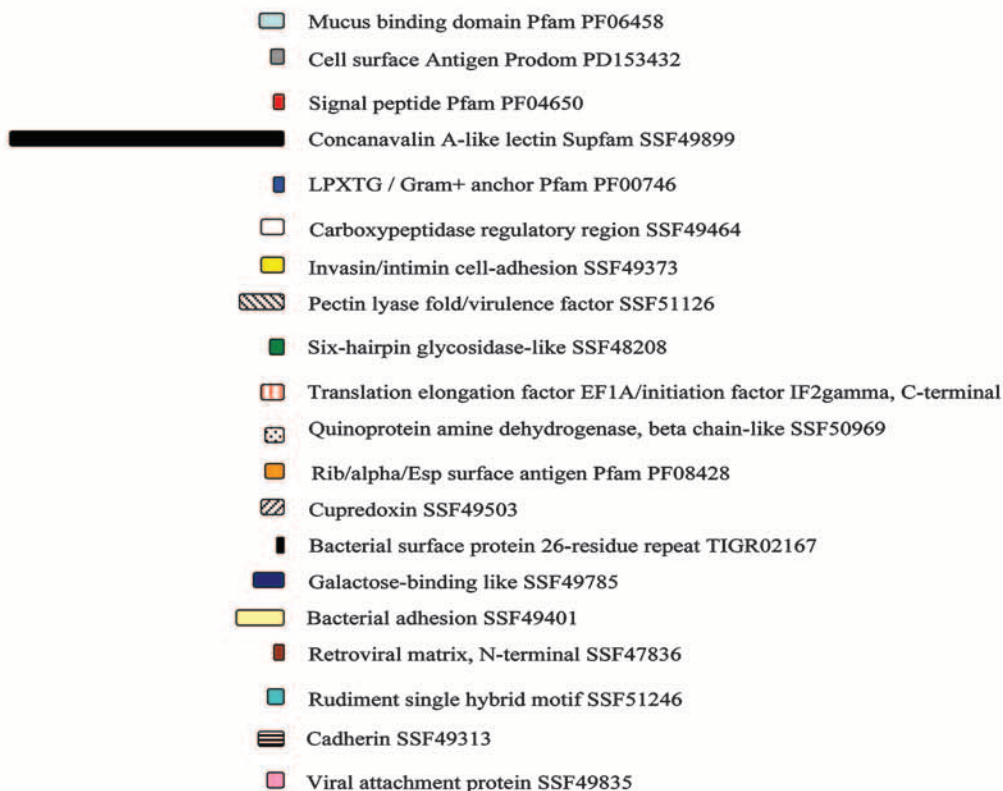 Mucus binding domain Pfam PF06458
Cell surface Antigen Prodom PD153432
Signal peptide Pfam PF04650
Concanavalin A-like lectin Supfam SSF49899
LPXTG / Gram+ anchor Pfam PF00746
Carboxypeptidase regulatory region SSF49464
Invasin/intimin cell-adhesion SSF49373
Pectin lyase fold/virulence factor SSF51126
Six-hairpin glycosidase-like SSF48208
Translation elongation factor EF1A/initiation factor IF2gamma, C-terminal
Quinoprotein amine dehydrogenase, beta chain-like SSF50969
Rib/alpha/Esp surface antigen Pfam PF08428
Cupredoxin SSF49503
Bacterial surface protein 26-residue repeat TIGR02167
Galactose-binding like SSF49785
Bacterial adhesion SSF49401
Retroviral matrix, N-terminal SSF47836
Rudiment single hybrid motif SSF51246
Cadherin SSF49313
Viral attachment protein SSF49835